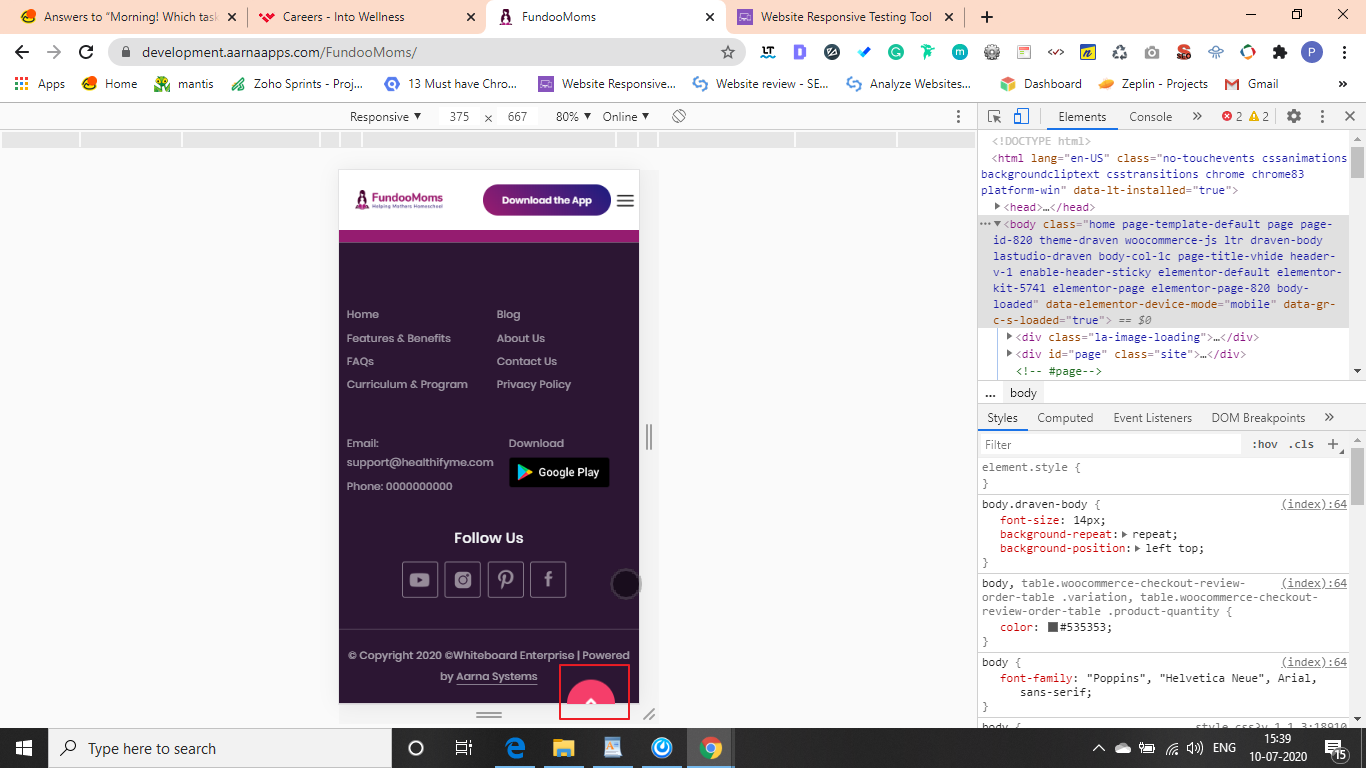 Answers to “Morning! Which task
Careers - Into Wellness
FundooMoms
Website Responsive Testing Tool
development.aarnaapps.com/FundooMoms/
Apps
Home
mantis
Zoho Sprints - Proj...
13 Must have Chro...
Website Responsive...
Website review - SE...
Analyze Websites...
Dashboard
Zeplin - Projects
Gmail
»
Responsive ▼
375 × 667
80% ▼
Online ▼
Elements
Console
»
2
2
<!DOCTYPE html>
<html lang="en-US" class="no-touchevents cssanimations
backgroundcliptext csstransitions chrome chrome83
platform-win" data-lt-installed="true">
<head>…</head>
<body class="home page-template-default page page-
id-820 theme-draven woocommerce-js ltr draven-body
lastudio-draven body-col-1c page-title-vhide header-
v-1 enable-header-sticky elementor-default elementor-
kit-5741 elementor-page elementor-page-820 body-
loaded" data-elementor-device-mode="mobile" data-gr-
c-s-loaded="true"> == $0
<div class="la-image-loading">…</div>
<div id="page" class="site">…</div>
<!-- #page-->
... body
Styles
Computed
Event Listeners
DOM Breakpoints
»
Filter
:hov .cls +
element.style {
}
body.draven-body {
(index):64
font-size: 14px;
background-repeat: repeat;
background-position: left top;
}
body, table.woocommerce-checkout-review-
(index):64
order-table .variation, table.woocommerce-checkout-
review-order-table .product-quantity {
color: #535353;
}
body {
(index):64
font-family: "Poppins", "Helvetica Neue", Arial,
sans-serif;
}
FundooMoms
Helping Mothers Homeschool
Download the App
Home
Blog
Features & Benefits
About Us
FAQs
Contact Us
Curriculum & Program
Privacy Policy
Email:
Download
support@healthifyme.com
Google Play
Phone: 0000000000
Follow Us
© Copyright 2020 ©Whiteboard Enterprise | Powered
by Aarna Systems
Type here to search
ENG
15:39
10-07-2020
15